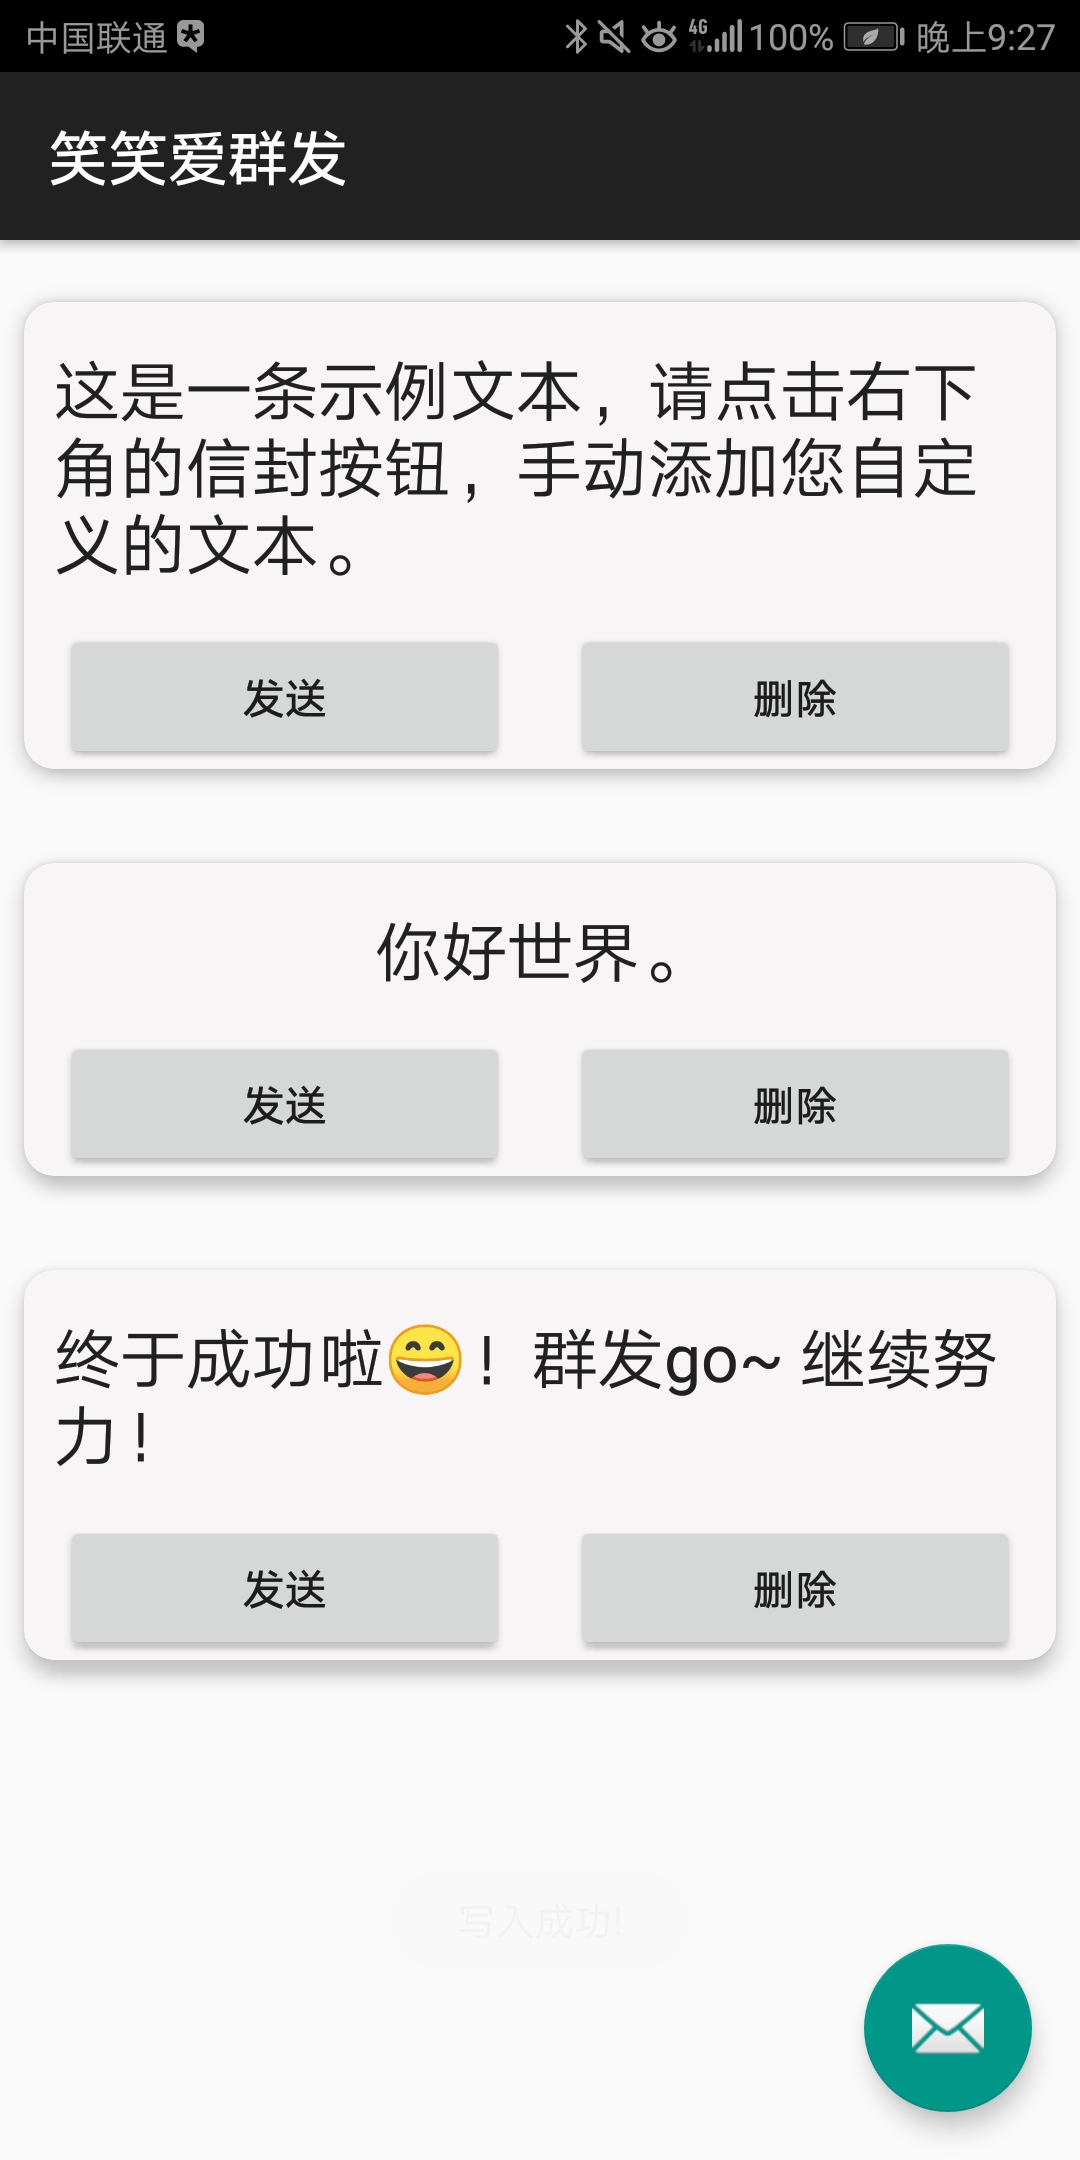 中国联通 4G 100% 晚上9:27
笑笑爱群发
这是一条示例文本，请点击右下
角的信封按钮，手动添加您自定
义的文本。
发送 删除
你好世界。
发送 删除
终于成功啦😄！群发go~ 继续努
力！
发送 删除
写入成功!